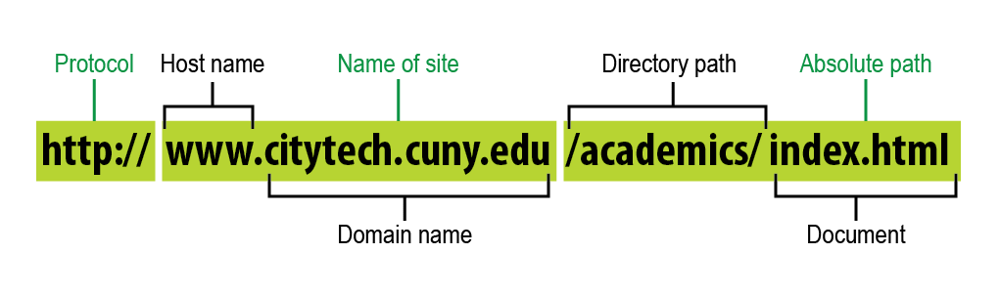 Protocol Host name Name of site Directory path Absolute path
http:// www.citytech.cuny.edu /academics/ index.html
Domain name Document